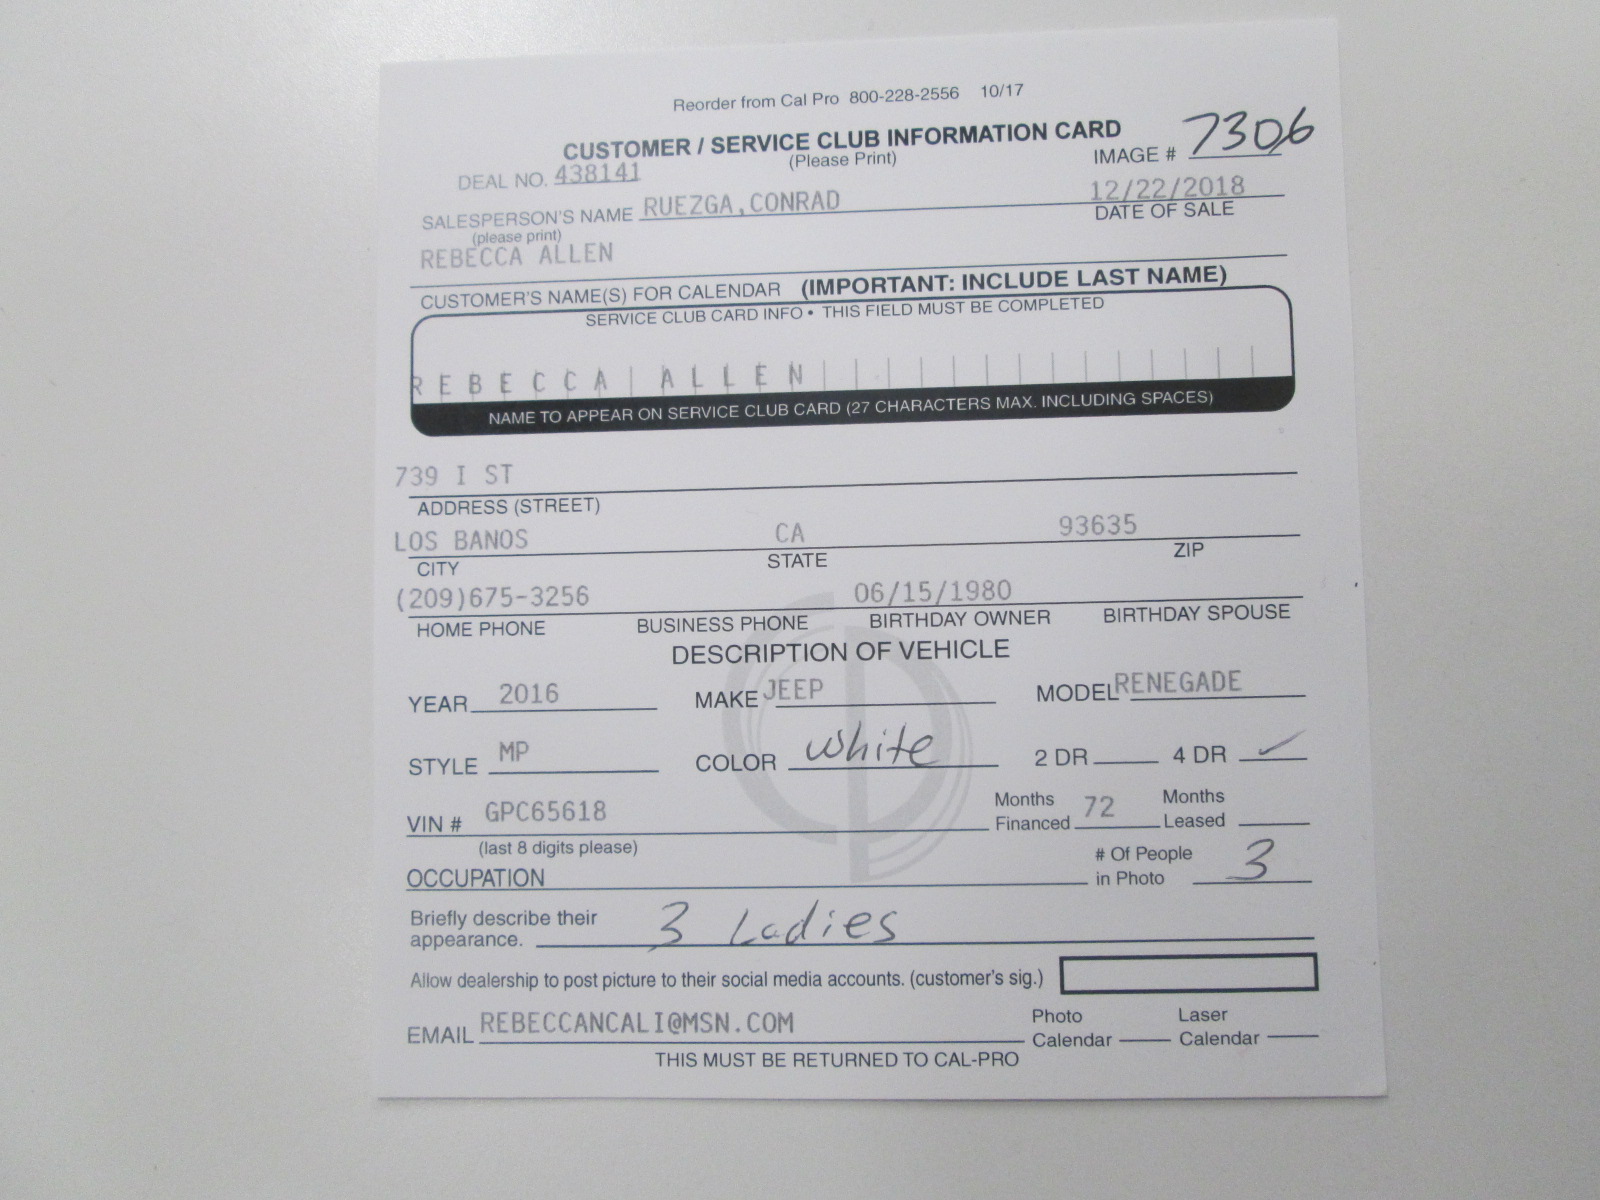 Reorder from Cal Pro 800-228-2556 10/17
CUSTOMER / SERVICE CLUB INFORMATION CARD
(Please Print)
IMAGE # 7306
DEAL NO. 438141
SALESPERSON'S NAME RUEZGA,CONRAD 12/22/2018
(please print) DATE OF SALE
REBECCA ALLEN
CUSTOMER'S NAME(S) FOR CALENDAR (IMPORTANT: INCLUDE LAST NAME)
SERVICE CLUB CARD INFO • THIS FIELD MUST BE COMPLETED
REBECCA ALLEN
NAME TO APPEAR ON SERVICE CLUB CARD (27 CHARACTERS MAX. INCLUDING SPACES)
739 I ST
ADDRESS (STREET)
LOS BANOS CA 93635
CITY STATE ZIP
(209)675-3256 06/15/1980
HOME PHONE BUSINESS PHONE BIRTHDAY OWNER BIRTHDAY SPOUSE
DESCRIPTION OF VEHICLE
YEAR 2016 MAKE JEEP MODEL RENEGADE
STYLE MP COLOR white 2 DR 4 DR ✓
VIN # GPC65618 Months Financed 72 Months Leased
(last 8 digits please)
OCCUPATION # Of People in Photo 3
Briefly describe their appearance. 3 Ladies
Allow dealership to post picture to their social media accounts. (customer's sig.)
EMAIL REBECCANCALI@MSN.COM Photo Calendar Laser Calendar
THIS MUST BE RETURNED TO CAL-PRO